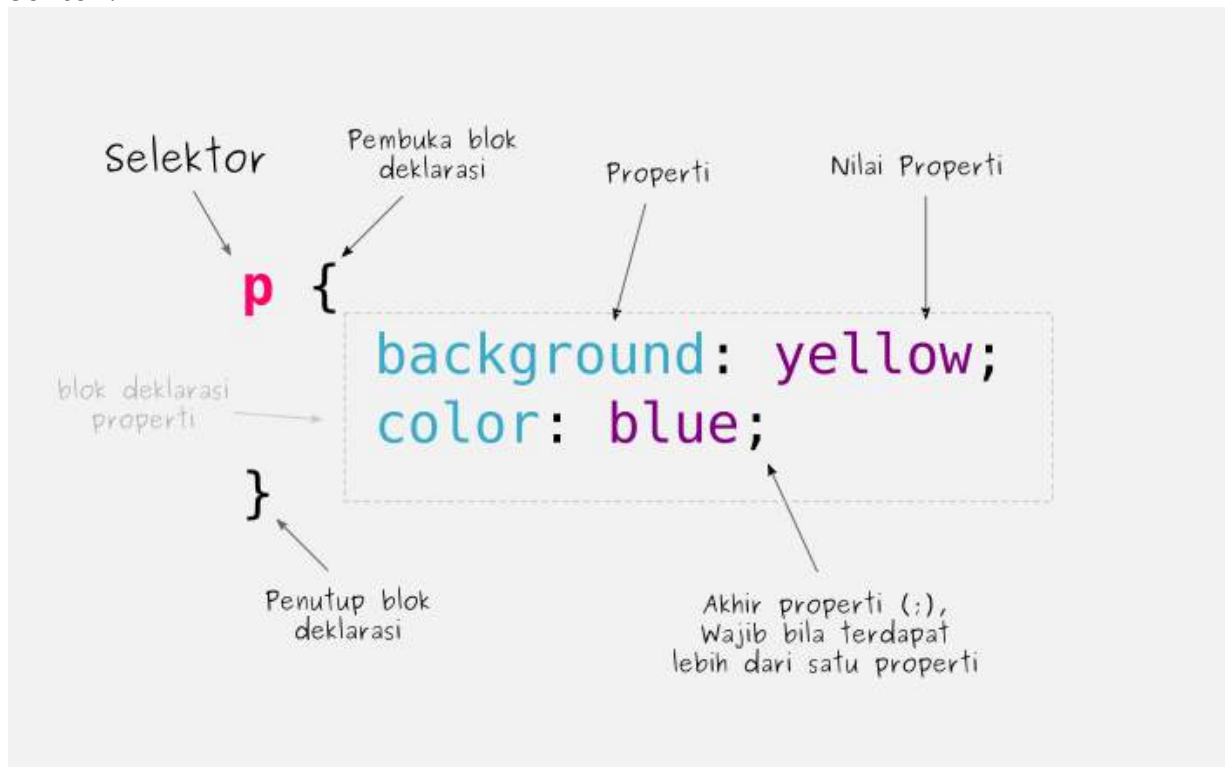 Selektor
Pembuka blok
deklarasi
Properti
Nilai Properti
p {
background: yellow;
color: blue;
blok deklarasi
properti
}
Penutup blok
deklarasi
Akhir properti (;),
Wajib bila terdapat
lebih dari satu properti